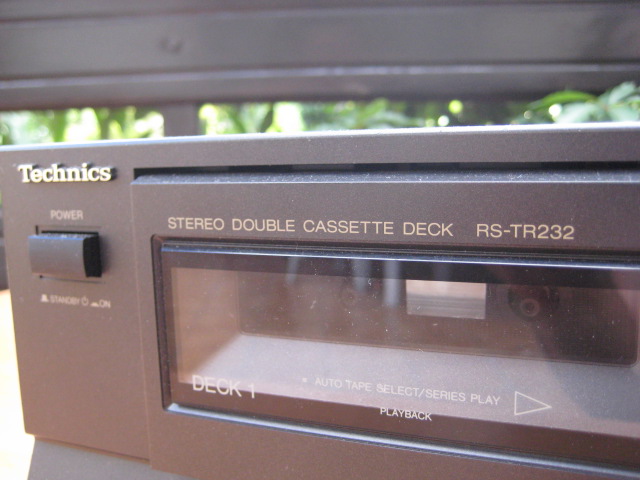 Technics
POWER
STANDBY ON
STEREO DOUBLE CASSETTE DECK RS-TR232
DECK 1
AUTO TAPE SELECT/SERIES PLAY
PLAYBACK